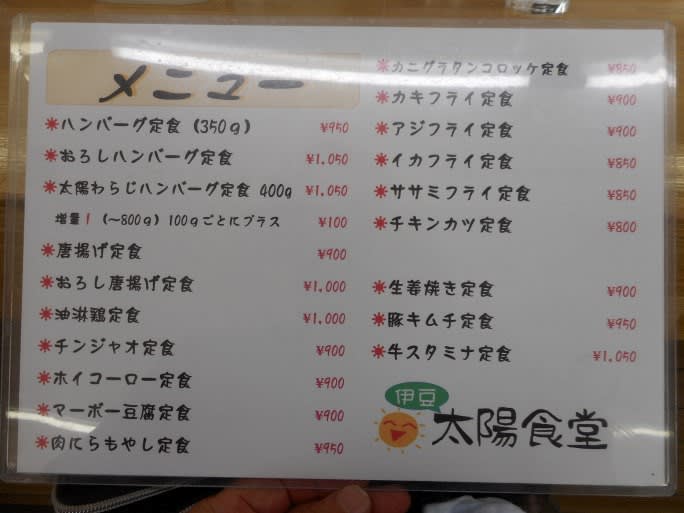 メニュー
✳ハンバーグ定食 (350g) ¥950
✳おろしハンバーグ定食 ¥1,050
✳太陽わらじハンバーグ定食 400g ¥1,050
増量! (～800g) 100gごとにプラス ¥100
✳唐揚げ定食 ¥900
✳おろし唐揚げ定食 ¥1,000
✳油淋鶏定食 ¥1,000
✳チンジャオ定食 ¥900
✳ホイコーロー定食 ¥900
✳マーボー豆腐定食 ¥900
✳肉にらもやし定食 ¥950
✳カニグラタンコロッケ定食 ¥850
✳カキフライ定食 ¥900
✳アジフライ定食 ¥900
✳イカフライ定食 ¥850
✳ササミフライ定食 ¥850
✳チキンカツ定食 ¥800
✳生姜焼き定食 ¥900
✳豚キムチ定食 ¥950
✳牛スタミナ定食 ¥1,050
伊豆
太陽食堂